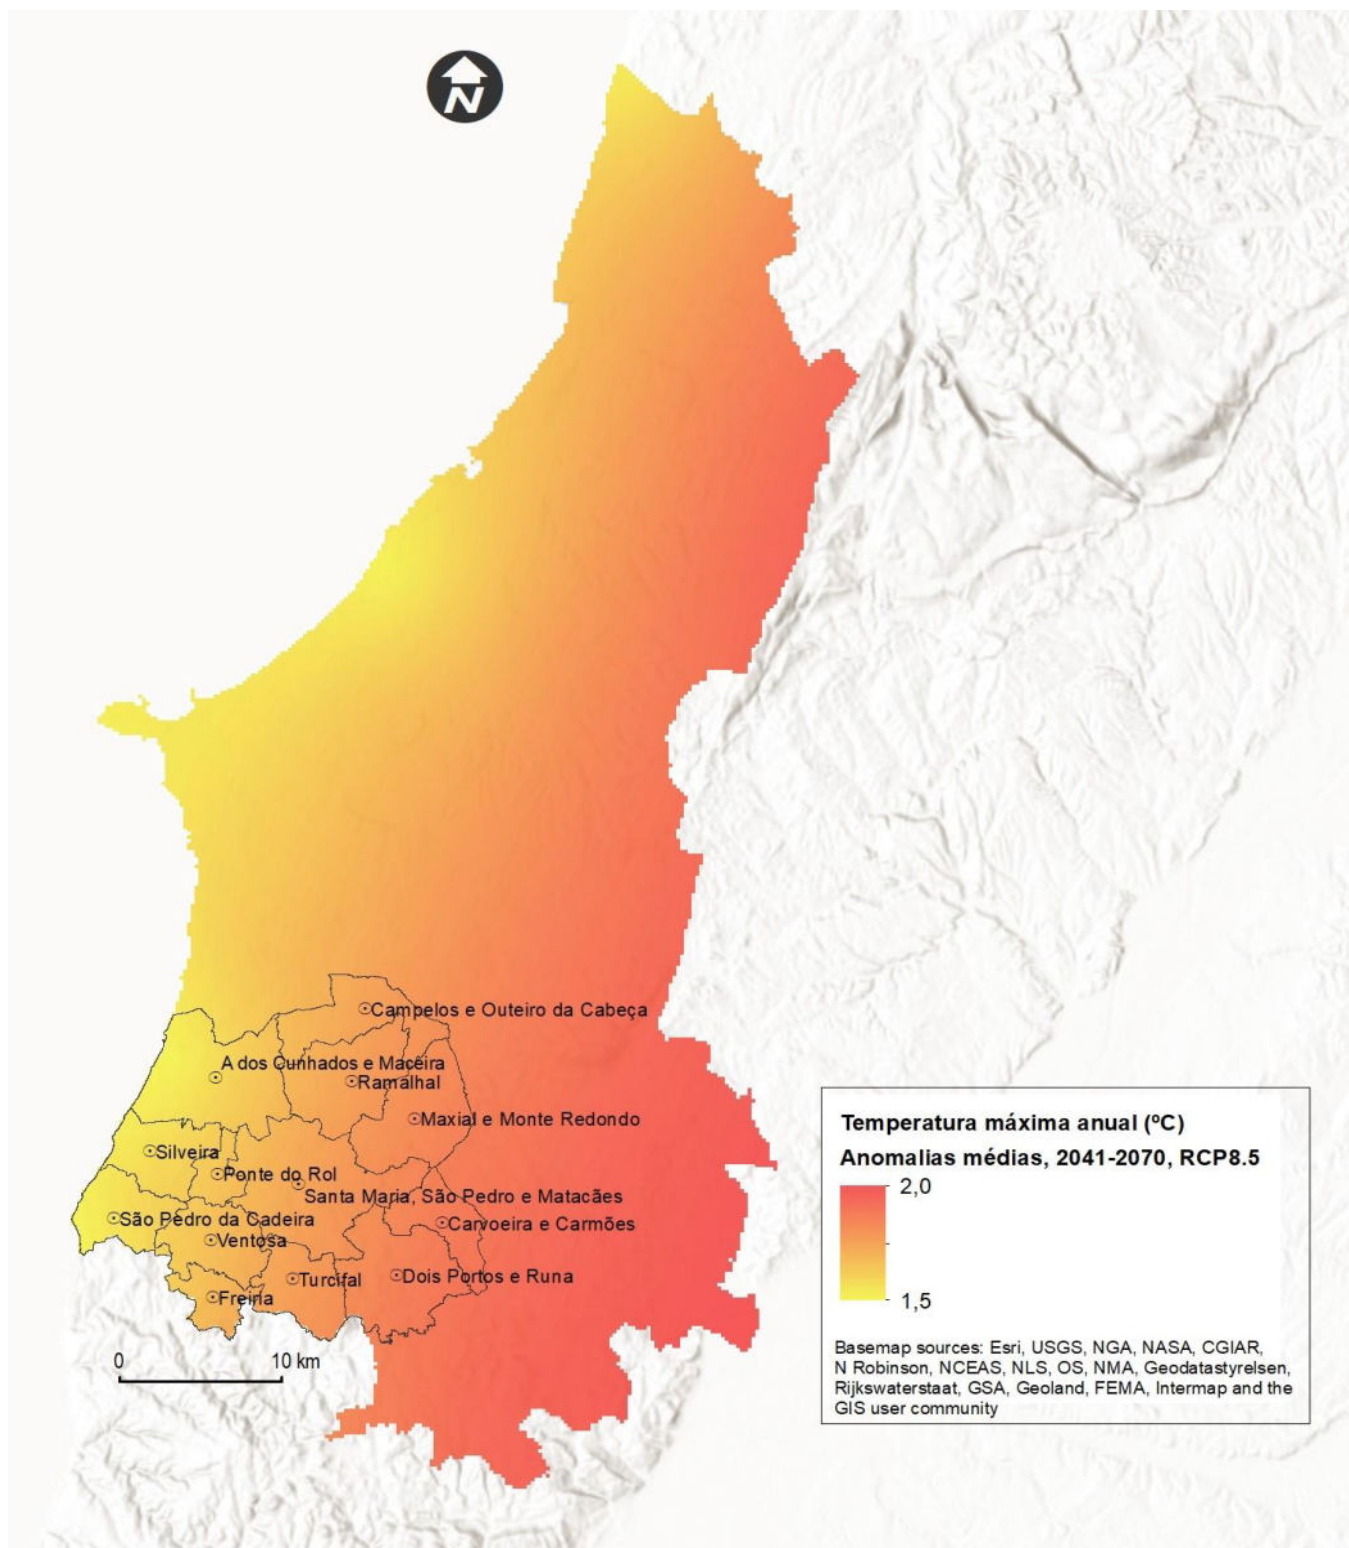 N
Campelos e Outeiro da Cabeça
A dos Cunhados e Maceira
Ramalhal
Maxial e Monte Redondo
Silveira
Ponte do Rol
Santa Maria, São Pedro e Matacães
São Pedro da Cadeira
Carvoeira e Carmões
Ventosa
Turcifal
Dois Portos e Runa
Freiria
0 10 km
Temperatura máxima anual (ºC)
Anomalias médias, 2041-2070, RCP8.5
2,0
1,5
Basemap sources: Esri, USGS, NGA, NASA, CGIAR,
N Robinson, NCEAS, NLS, OS, NMA, Geodatastyrelsen,
Rijkswaterstaat, GSA, Geoland, FEMA, Intermap and the
GIS user community